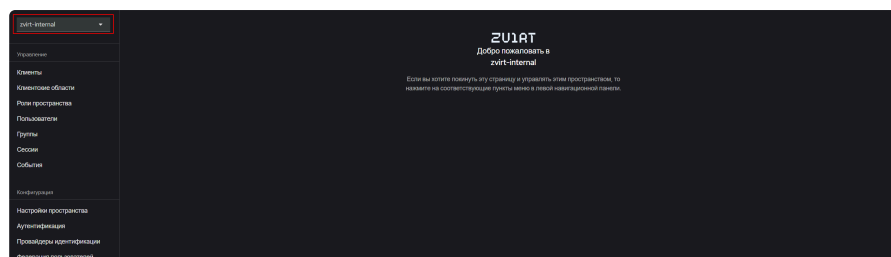 zvirt-internal
Управление
Клиенты
Клиентские области
Роли пространства
Пользователи
Группы
Сессии
События
Конфигурация
Настройки пространства
Аутентификация
Провайдеры идентификации
Федерация пользователей
ZVIRT
Добро пожаловать в
zvirt-internal
Если вы хотите покинуть эту страницу и управлять этим пространством, то
нажмите на соответствующие пункты меню в левой навигационной панели.